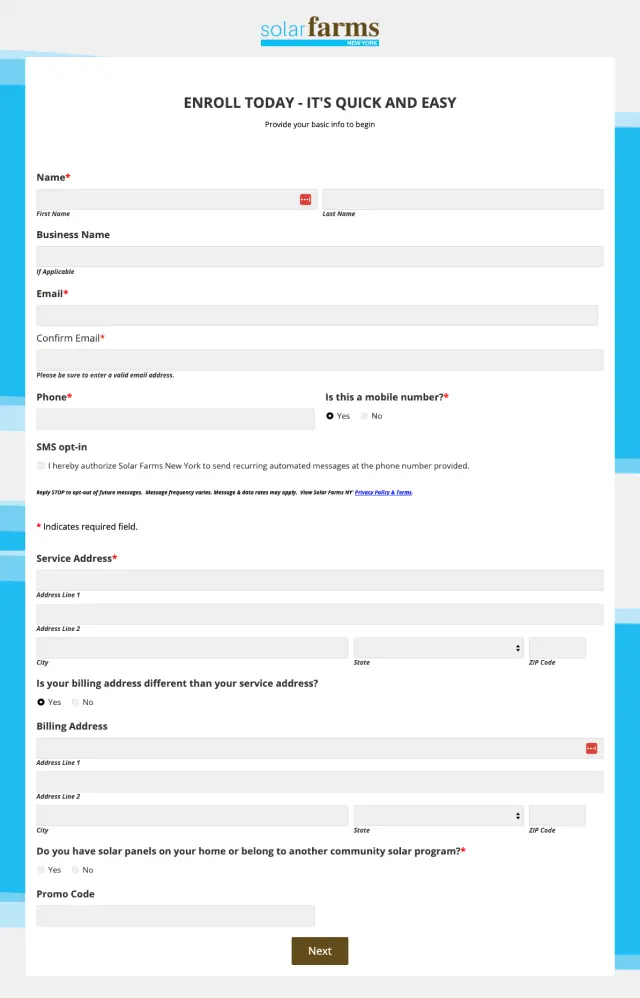 solar farms
NEW YORK
ENROLL TODAY - IT'S QUICK AND EASY
Provide your basic info to begin
Name*
First Name Last Name
Business Name
If Applicable
Email*
Confirm Email*
Please be sure to enter a valid email address.
Phone* Is this a mobile number?*
Yes No
SMS opt-in
I hereby authorize Solar Farms New York to send recurring automated messages at the phone number provided.
Reply STOP to opt-out of future messages. Message frequency varies. Message & data rates may apply. View Solar Farms NY' Privacy Policy & Terms.
* Indicates required field.
Service Address*
Address Line 1
Address Line 2
City State ZIP Code
Is your billing address different than your service address?
Yes No
Billing Address
Address Line 1
Address Line 2
City State ZIP Code
Do you have solar panels on your home or belong to another community solar program?*
Yes No
Promo Code
Next